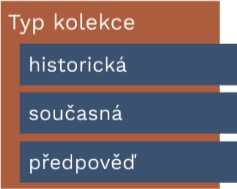 Typ kolekce
historická
současná
předpověď